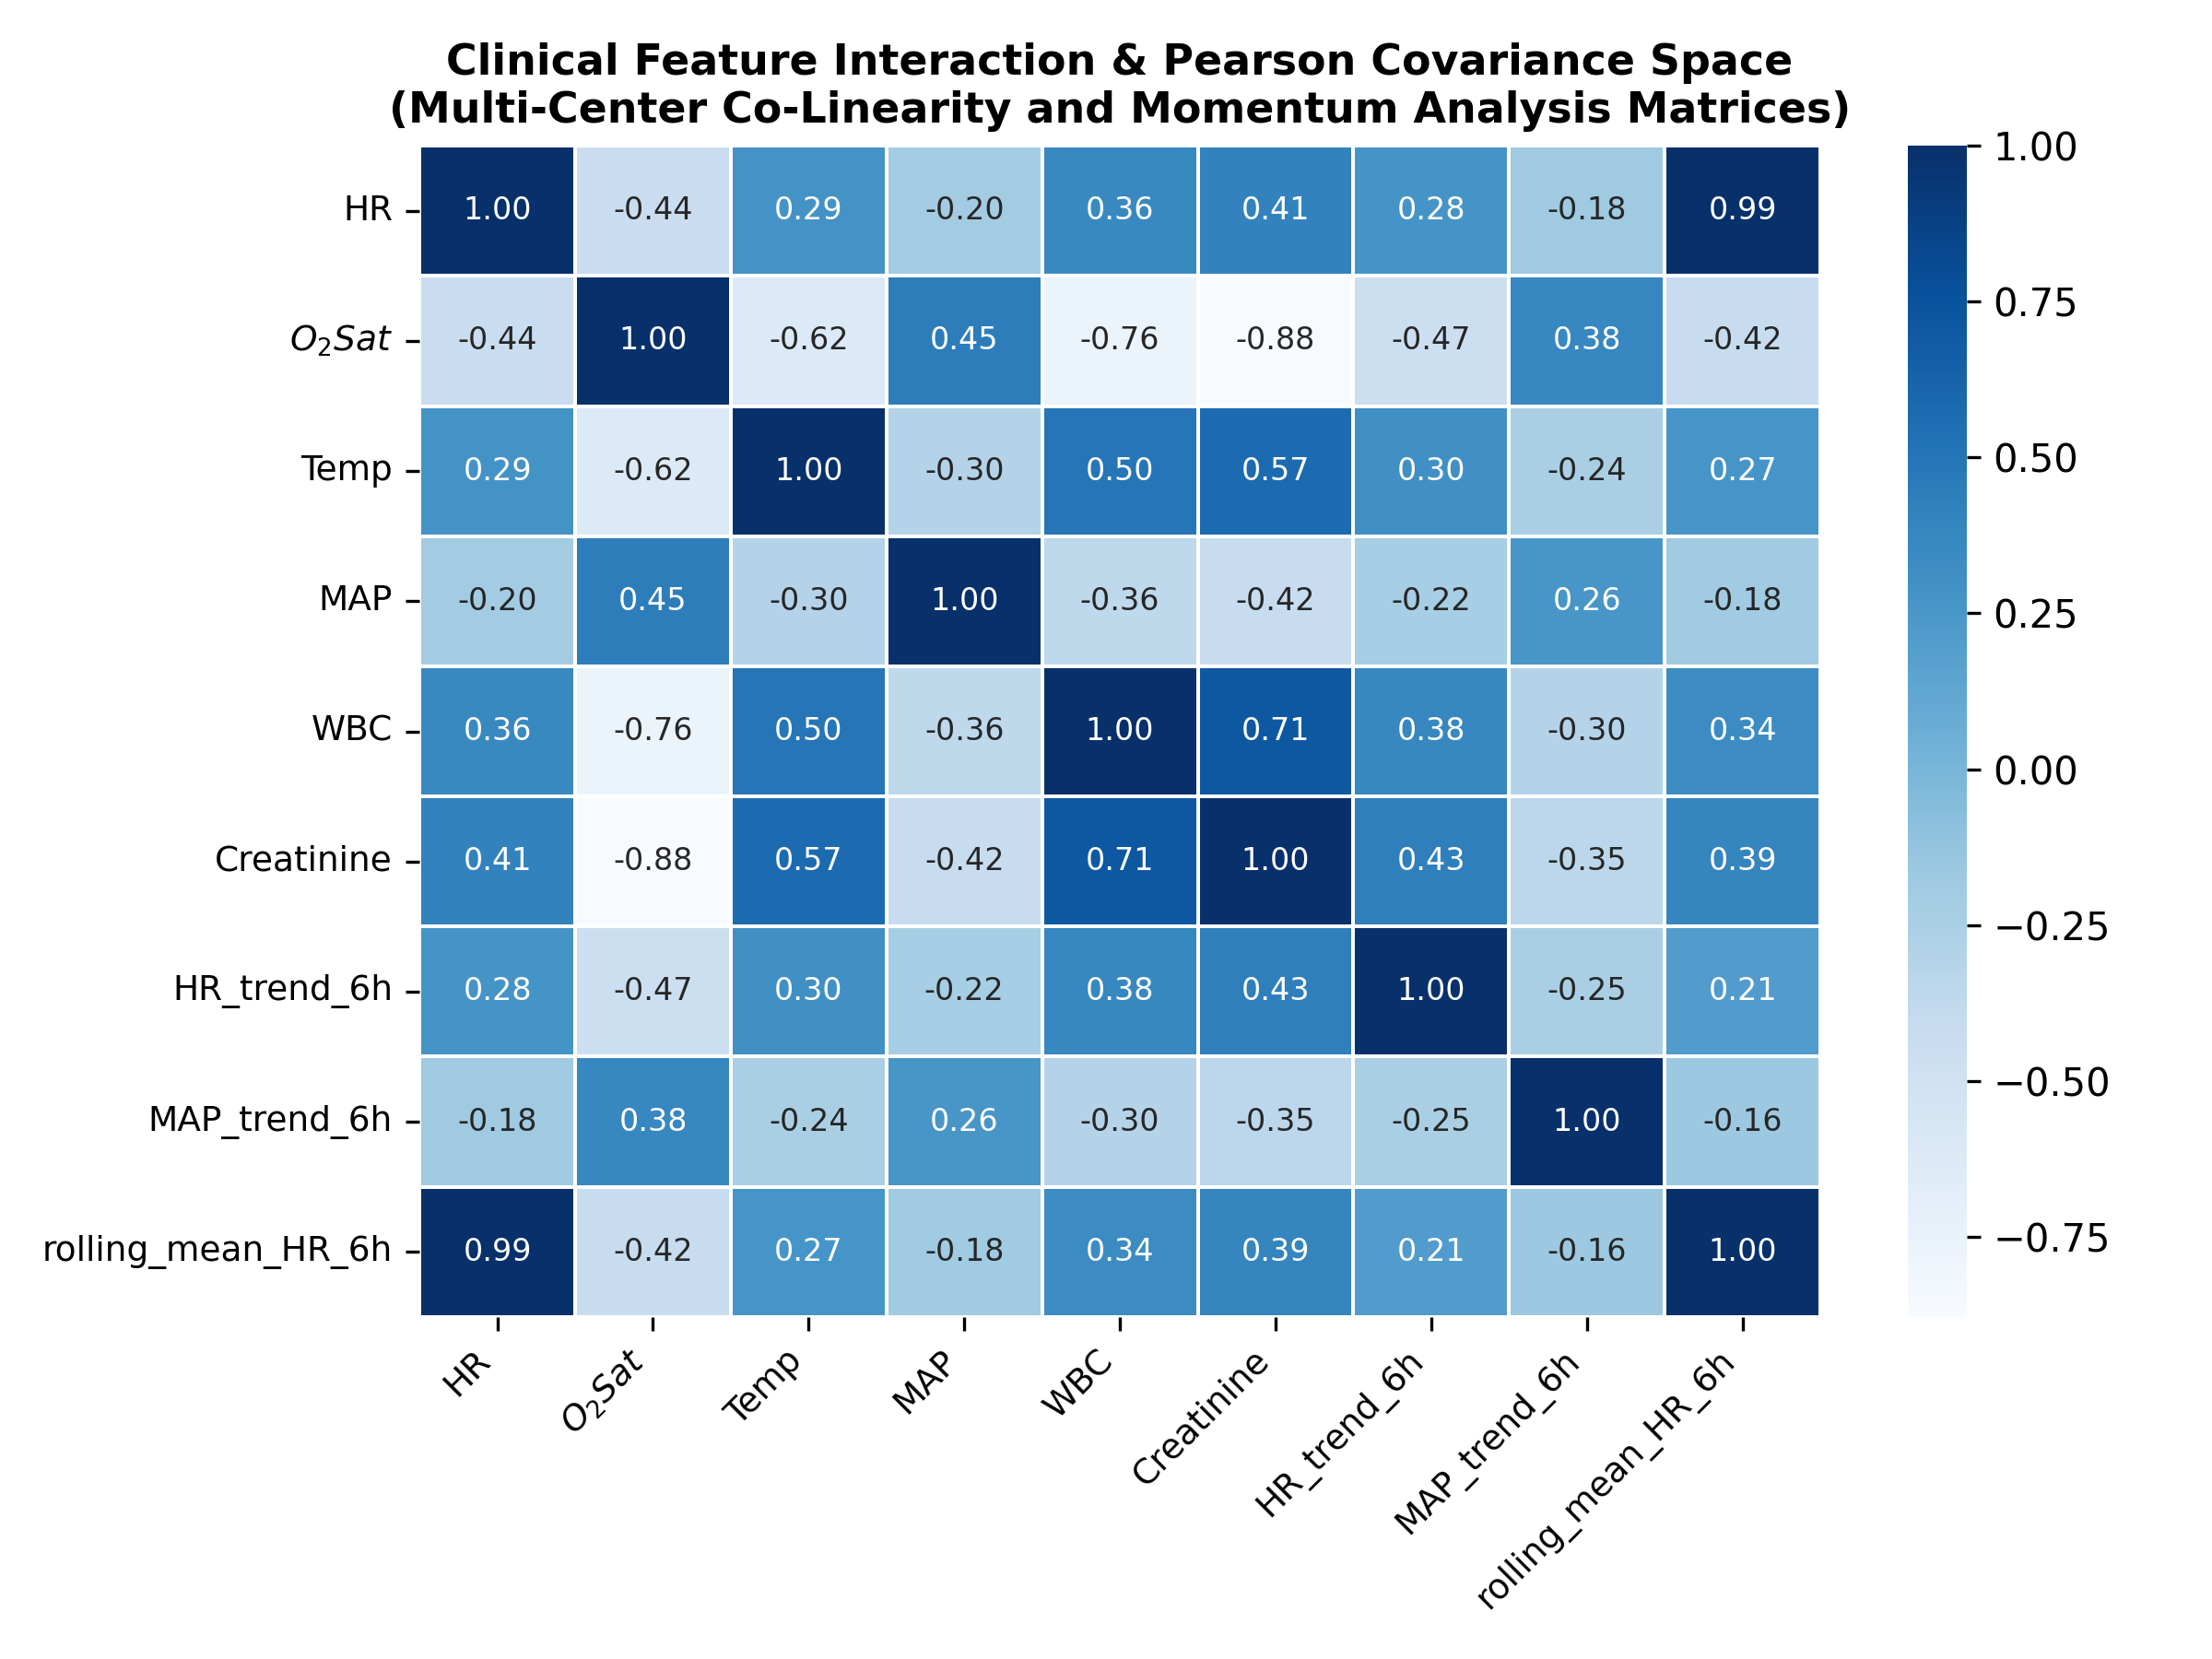 Clinical Feature Interaction & Pearson Covariance Space
(Multi-Center Co-Linearity and Momentum Analysis Matrices)
HR 1.00 -0.44 0.29 -0.20 0.36 0.41 0.28 -0.18 0.99
O₂Sat -0.44 1.00 -0.62 0.45 -0.76 -0.88 -0.47 0.38 -0.42
Temp 0.29 -0.62 1.00 -0.30 0.50 0.57 0.30 -0.24 0.27
MAP -0.20 0.45 -0.30 1.00 -0.36 -0.42 -0.22 0.26 -0.18
WBC 0.36 -0.76 0.50 -0.36 1.00 0.71 0.38 -0.30 0.34
Creatinine 0.41 -0.88 0.57 -0.42 0.71 1.00 0.43 -0.35 0.39
HR_trend_6h 0.28 -0.47 0.30 -0.22 0.38 0.43 1.00 -0.25 0.21
MAP_trend_6h -0.18 0.38 -0.24 0.26 -0.30 -0.35 -0.25 1.00 -0.16
rolling_mean_HR_6h 0.99 -0.42 0.27 -0.18 0.34 0.39 0.21 -0.16 1.00
HR O₂Sat Temp MAP WBC Creatinine HR_trend_6h MAP_trend_6h rolling_mean_HR_6h
1.00
0.75
0.50
0.25
0.00
−0.25
−0.50
−0.75